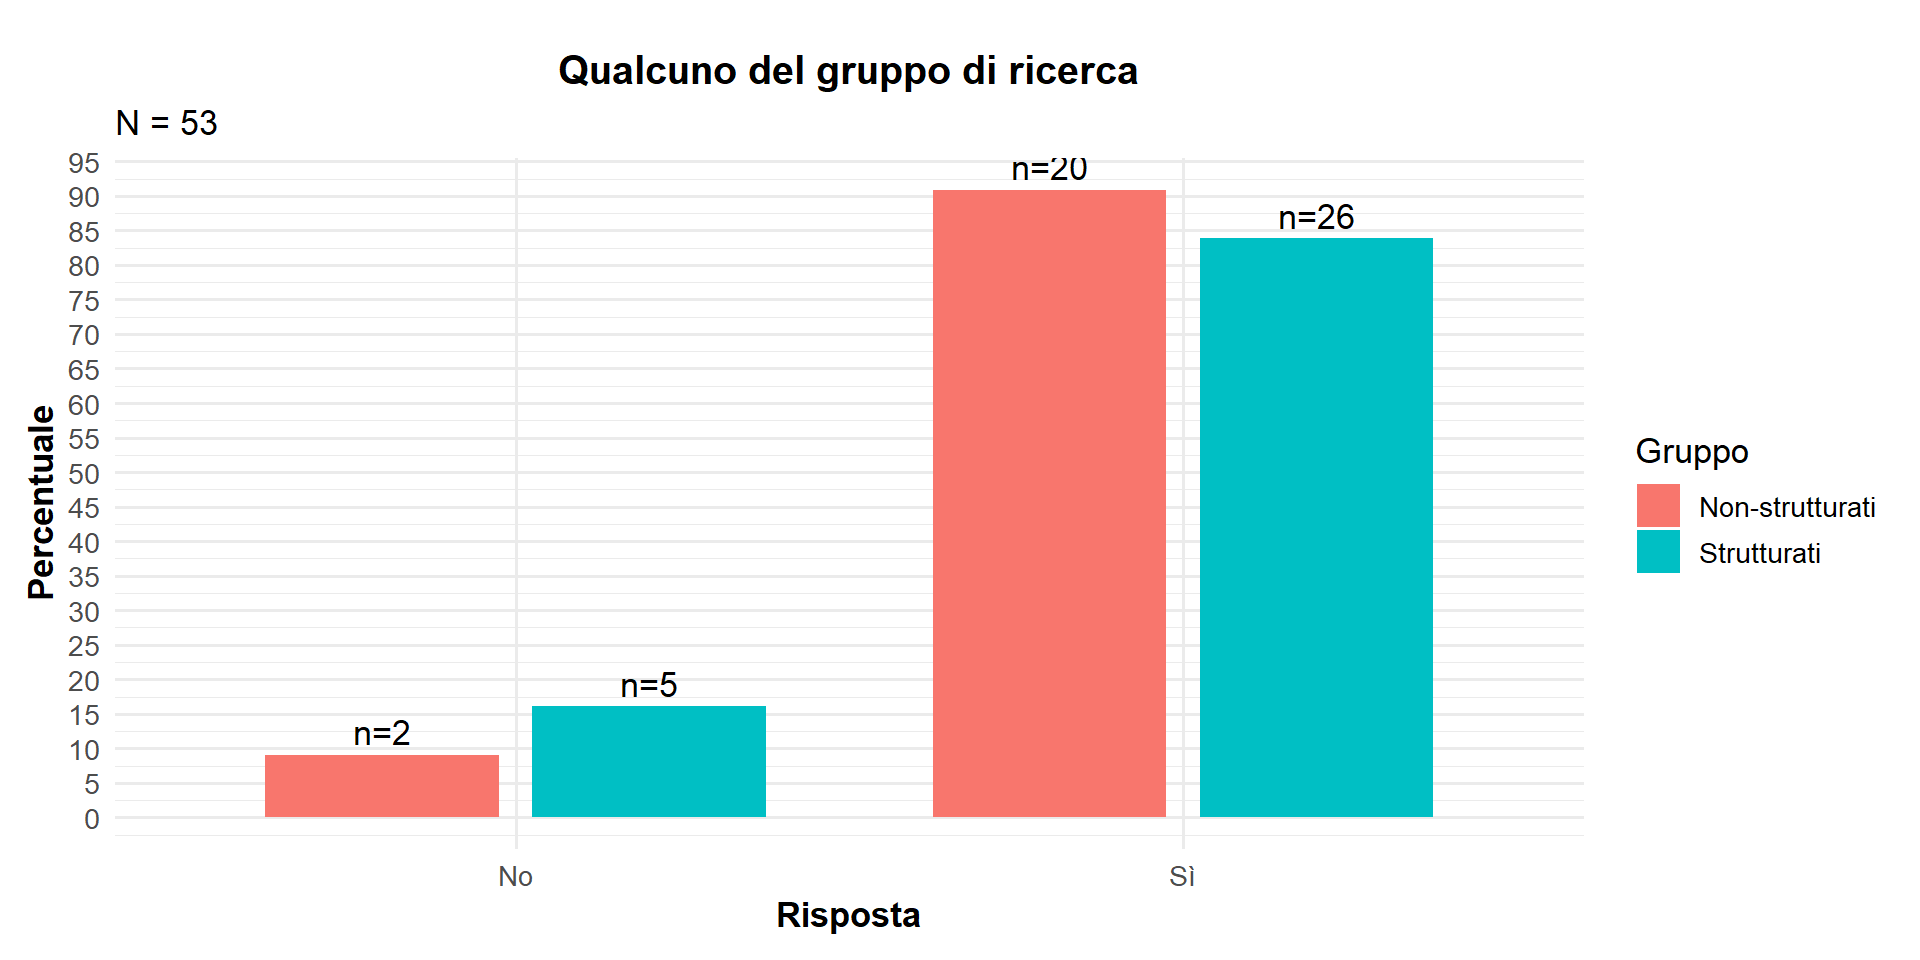 Qualcuno del gruppo di ricerca
N = 53
95
90
85
80
75
70
65
60
55
50
45
40
35
30
25
20
15
10
5
0
Percentuale
n=2
n=5
n=20
n=26
No
Sì
Risposta
Gruppo
Non-strutturati
Strutturati